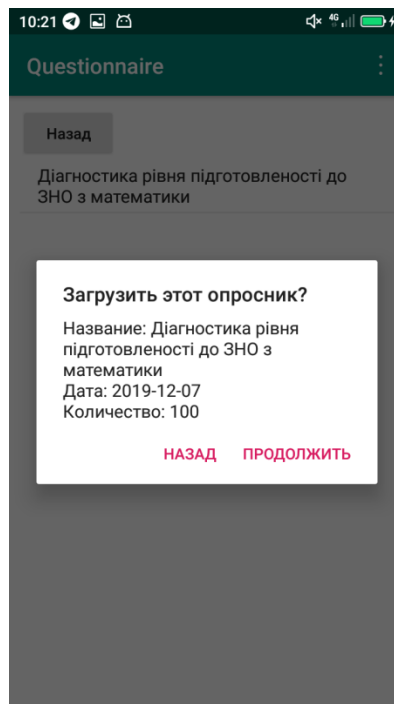 10:21 4G
Questionnaire
Назад
Діагностика рівня підготовленості до
ЗНО з математики
Загрузить этот опросник?
Название: Діагностика рівня
підготовленості до ЗНО з
математики
Дата: 2019-12-07
Количество: 100
НАЗАД ПРОДОЛЖИТЬ